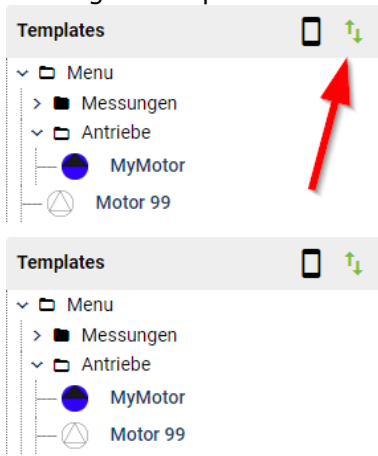 Templates
Menu
Messungen
Antriebe
MyMotor
Motor 99
Templates
Menu
Messungen
Antriebe
MyMotor
Motor 99